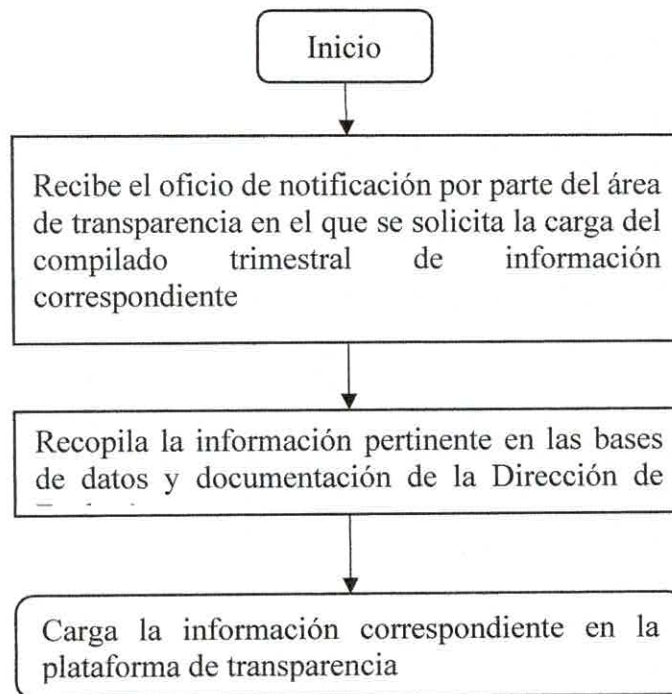 Inicio
Recibe el oficio de notificación por parte del área
de transparencia en el que se solicita la carga del
compilado trimestral de información
correspondiente
Recopila la información pertinente en las bases
de datos y documentación de la Dirección de
Carga la información correspondiente en la
plataforma de transparencia